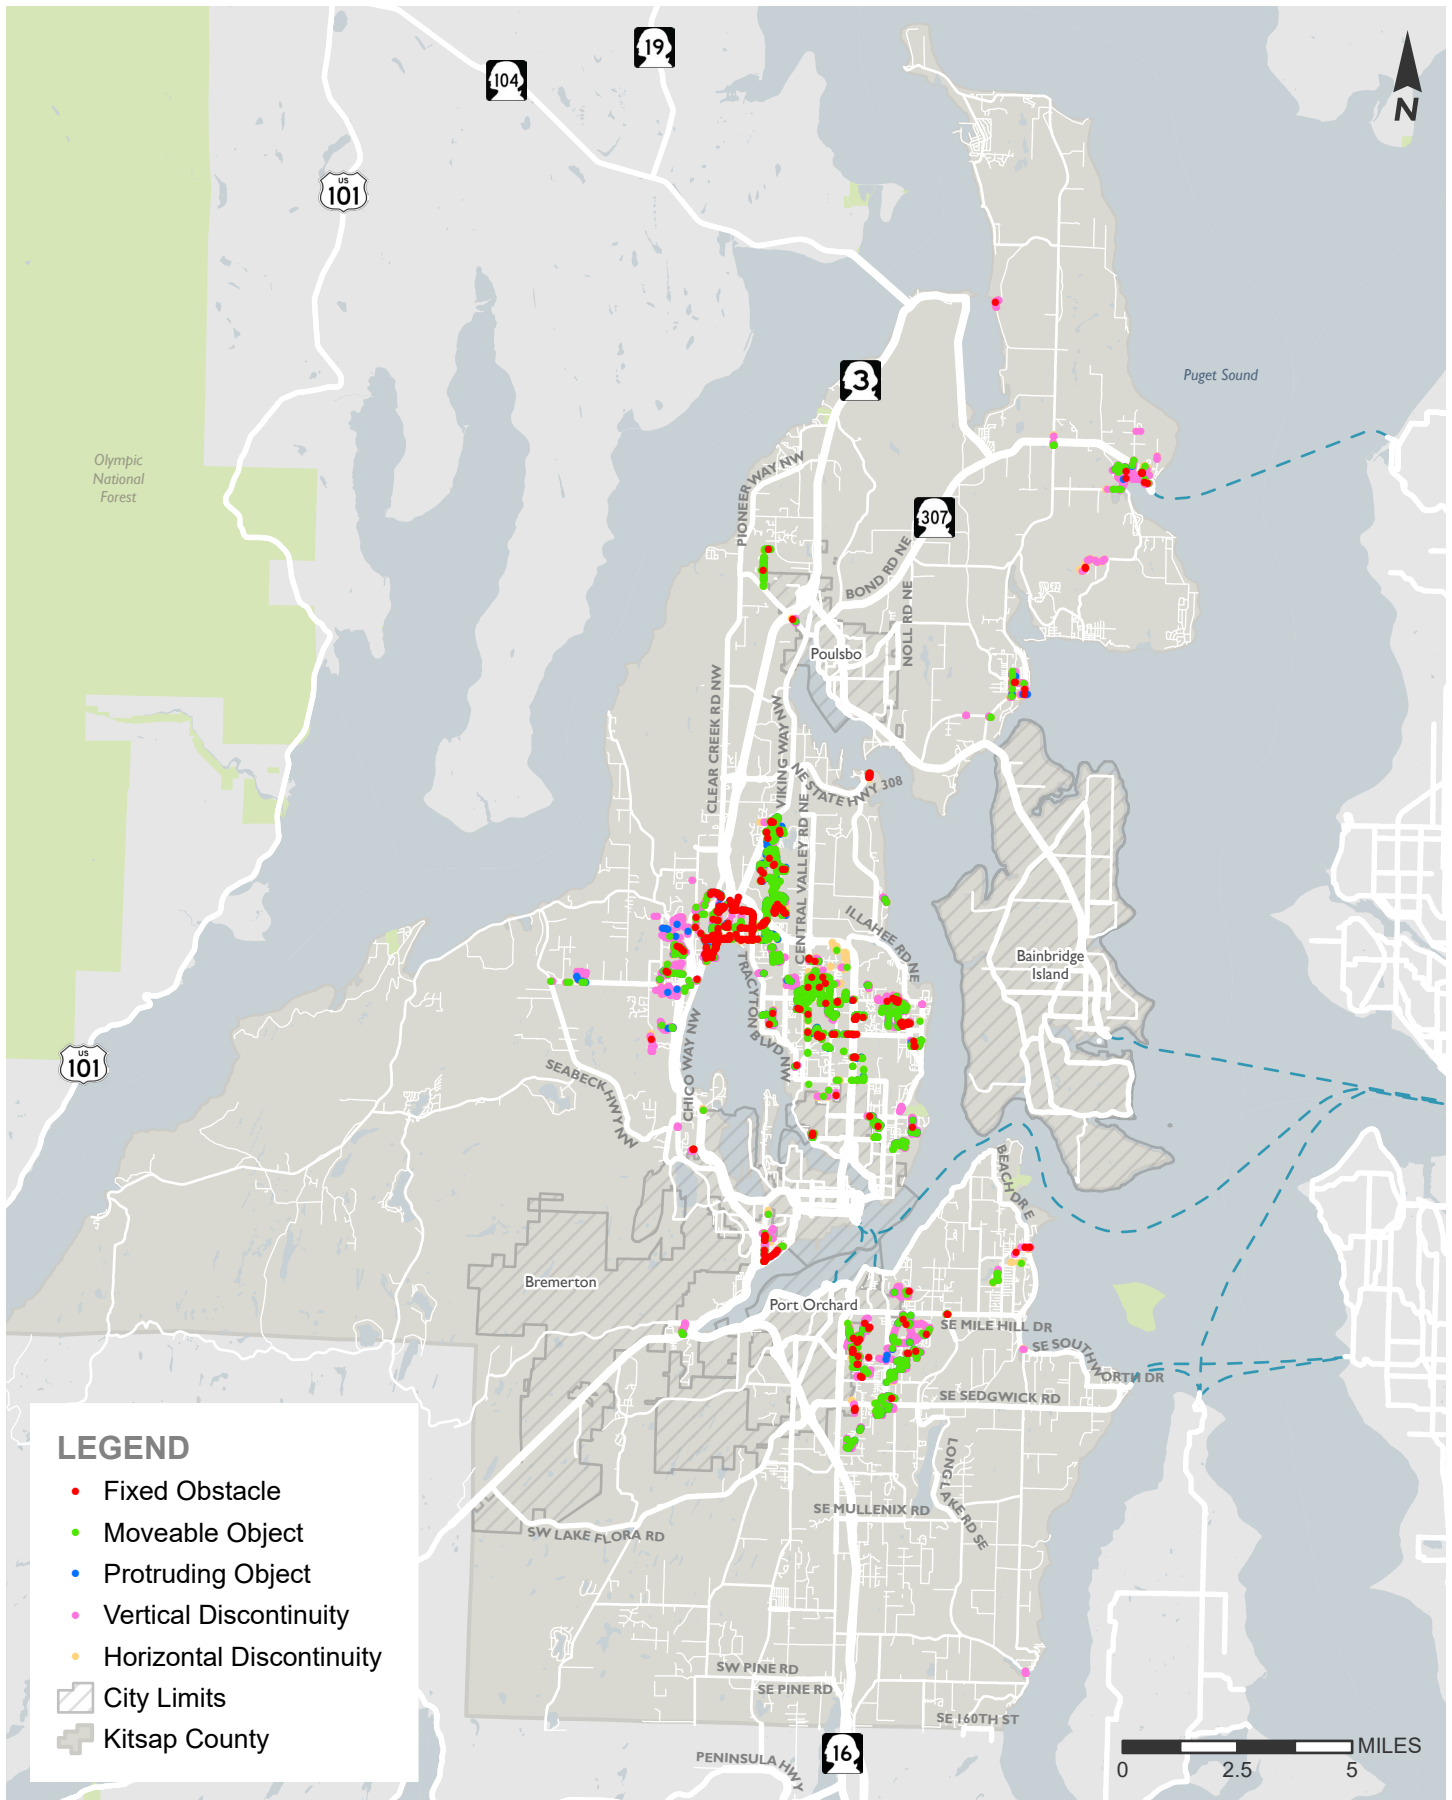 19
104
N
US
101
3
Puget Sound
Olympic
National
Forest
PIONEER WAY NW
307
BOND RD NE
NOLL RD NE
Poulsbo
CLEAR CREEK RD NW
VIKING WAY NW
NE STATE HWY 308
CENTRAL VALLEY RD NE
ILLAHEE RD NE
Bainbridge
Island
TRACYTON BLVD NW
CHICO WAY NW
US
101
SEABECK HWY NW
BEACH DR E
Bremerton
Port Orchard
SE MILE HILL DR
SE SOUTHWORTH DR
SE SEDGWICK RD
LONG LAKE RD SE
SE MULLENIX RD
SW LAKE FLORA RD
SW PINE RD
SE PINE RD
SE 160TH ST
PENINSULA HWY
16
LEGEND
Fixed Obstacle
Moveable Object
Protruding Object
Vertical Discontinuity
Horizontal Discontinuity
City Limits
Kitsap County
MILES
0 2.5 5